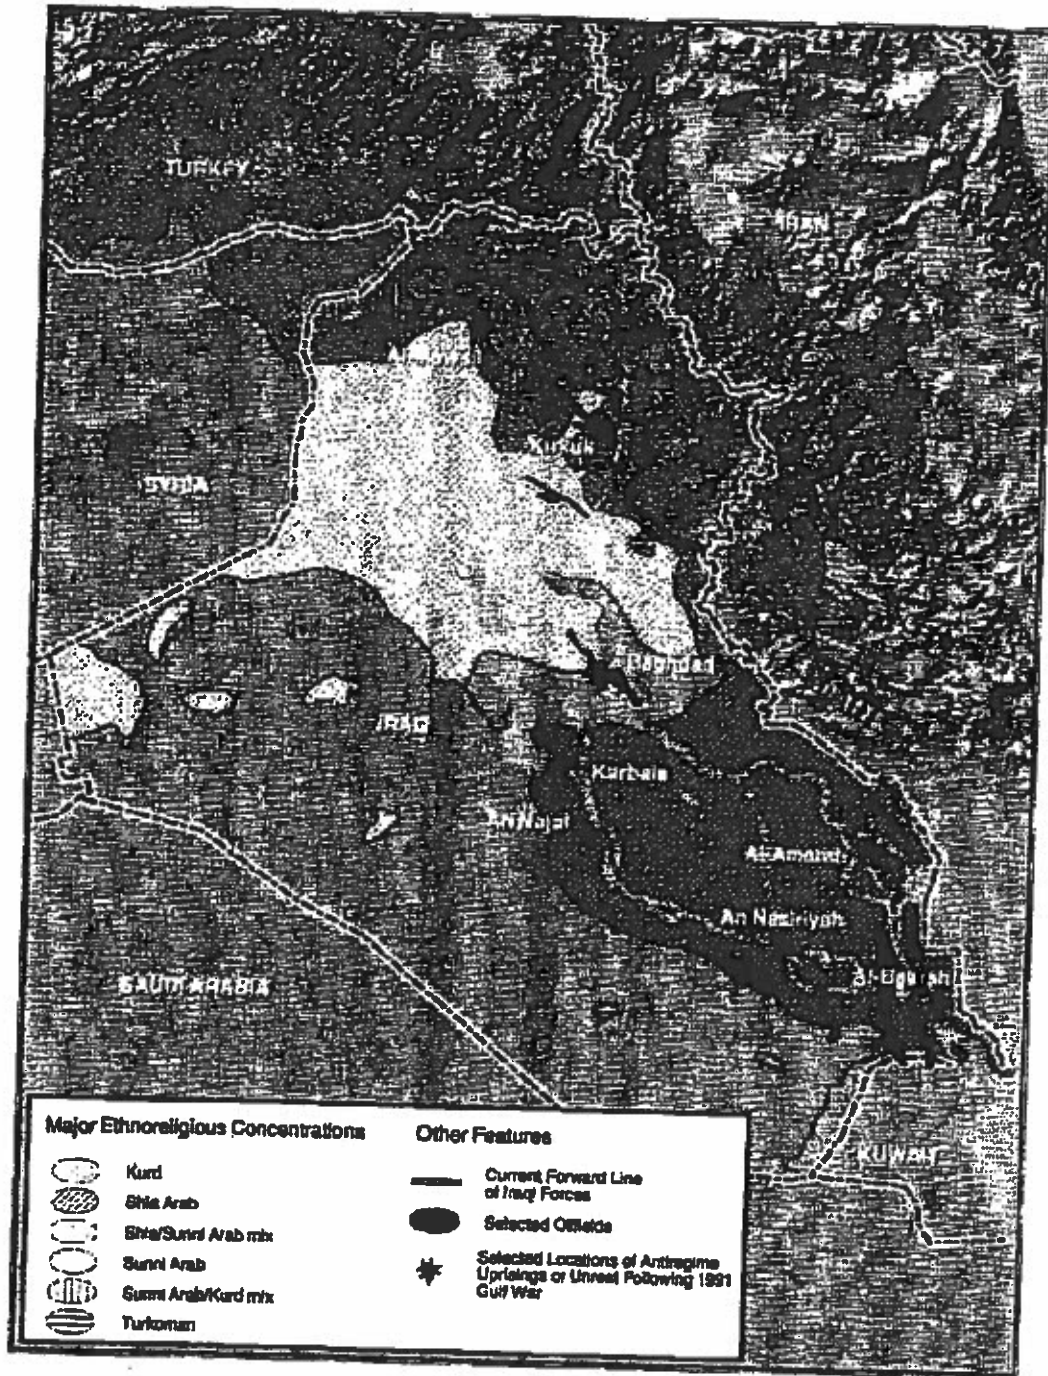 TURKEY
IRAN
SYRIA
Kirkuk
Baghdad
IRAQ
Karbala
An Najaf
Al Amarah
An Nasiriyah
Al Basrah
SAUDI ARABIA
KUWAIT
Major Ethnoreligious Concentrations
Kurd
Shia Arab
Shia/Sunni Arab mix
Sunni Arab
Sunni Arab/Kurd mix
Turkoman
Other Features
Current Forward Line
of Iraqi Forces
Selected Oilfields
Selected Locations of Antiregime
Uprisings or Unrest Following 1991
Gulf War